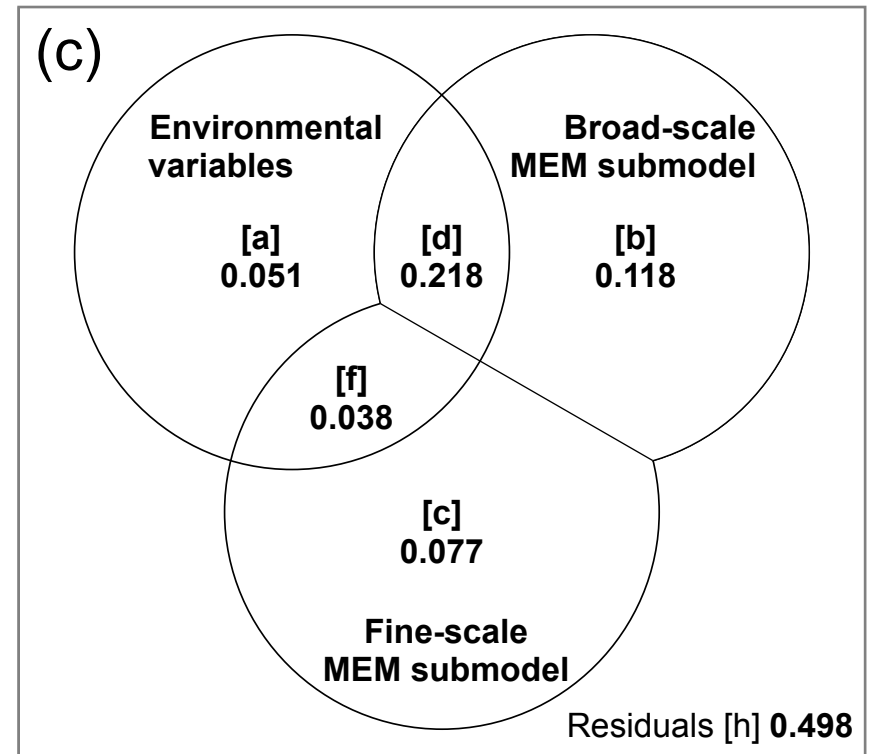 (c)
Environmental
variables
Broad-scale
MEM submodel
[a]
0.051
[d]
0.218
[b]
0.118
[f]
0.038
[c]
0.077
Fine-scale
MEM submodel
Residuals [h] 0.498